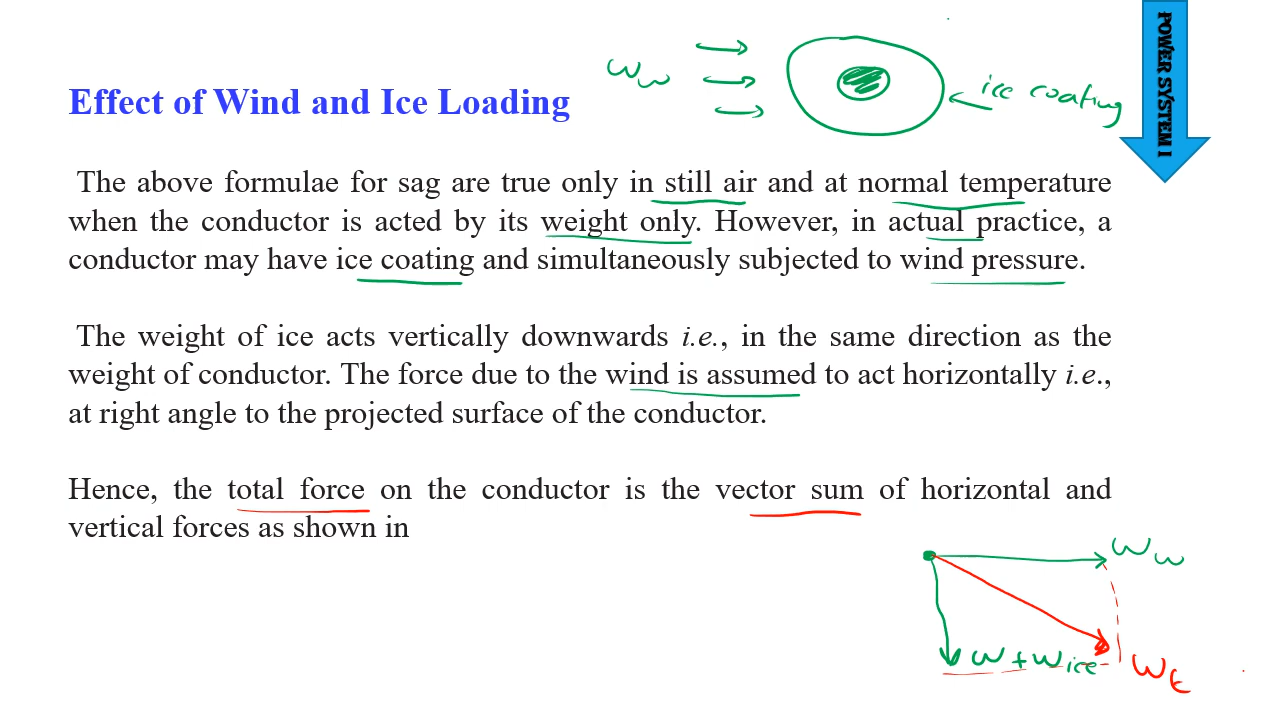 POWER SYSTEM I
W w
ice coating
Effect of Wind and Ice Loading
The above formulae for sag are true only in still air and at normal temperature
when the conductor is acted by its weight only. However, in actual practice, a
conductor may have ice coating and simultaneously subjected to wind pressure.
The weight of ice acts vertically downwards i.e., in the same direction as the
weight of conductor. The force due to the wind is assumed to act horizontally i.e.,
at right angle to the projected surface of the conductor.
Hence, the total force on the conductor is the vector sum of horizontal and
vertical forces as shown in
W w
w + w ice
W t